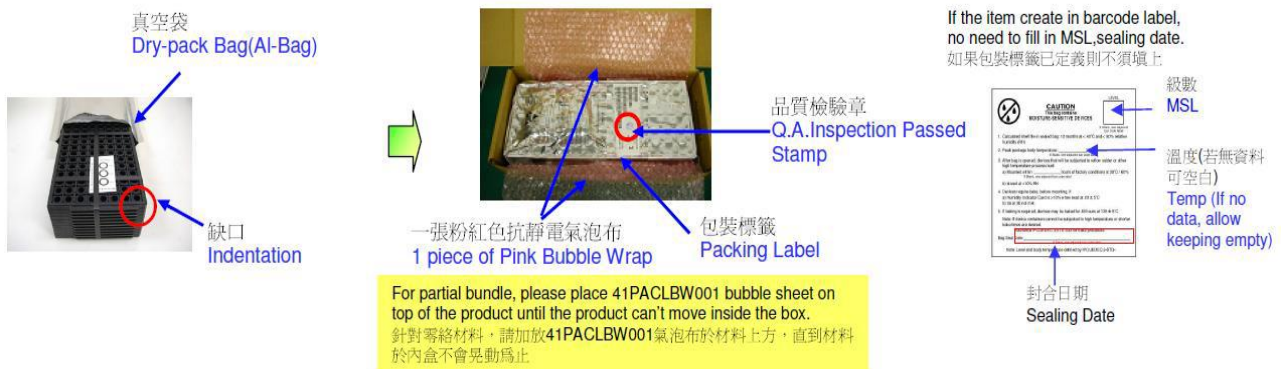 真空袋
Dry-pack Bag(Al-Bag)
缺口
Indentation
品質檢驗章
Q.A.Inspection Passed
Stamp
一張粉紅色抗靜電氣泡布
1 piece of Pink Bubble Wrap
包裝標籤
Packing Label
For partial bundle, please place 41PACLBW001 bubble sheet on
top of the product until the product can't move inside the box.
針對零絡材料，請加放41PACLBW001氣泡布於材料上方，直到材料
於內盒不會晃動爲止
If the item create in barcode label,
no need to fill in MSL,sealing date.
如果包裝標籤已定義則不須填上
LEVEL
CAUTION
This bag contains
MOISTURE-SENSITIVE DEVICES
級數
MSL
溫度(若無資料
可空白)
Temp (If no
data, allow
keeping empty)
封合日期
Sealing Date